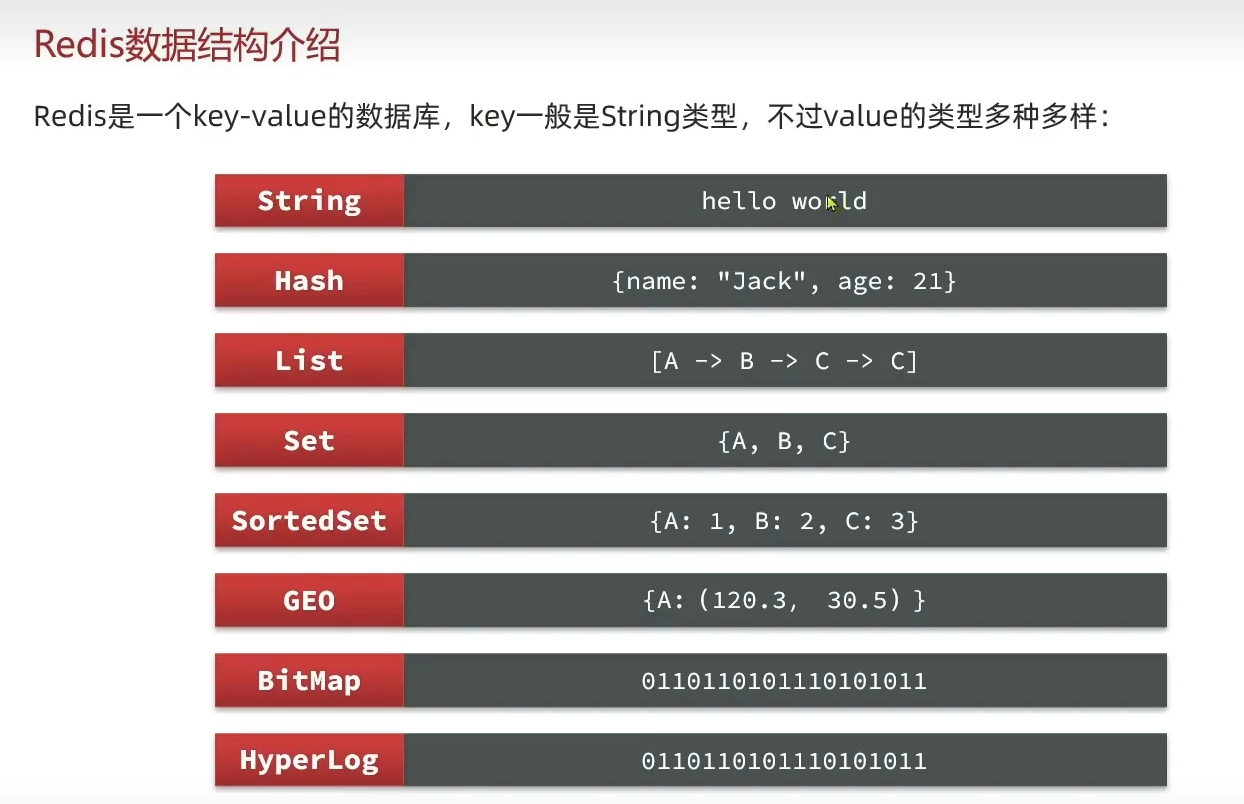 Redis数据结构介绍
Redis是一个key-value的数据库，key一般是String类型，不过value的类型多种多样：
String hello world
Hash {name: "Jack", age: 21}
List [A -> B -> C -> C]
Set {A, B, C}
SortedSet {A: 1, B: 2, C: 3}
GEO {A: (120.3, 30.5) }
BitMap 0110110101110101011
HyperLog 0110110101110101011